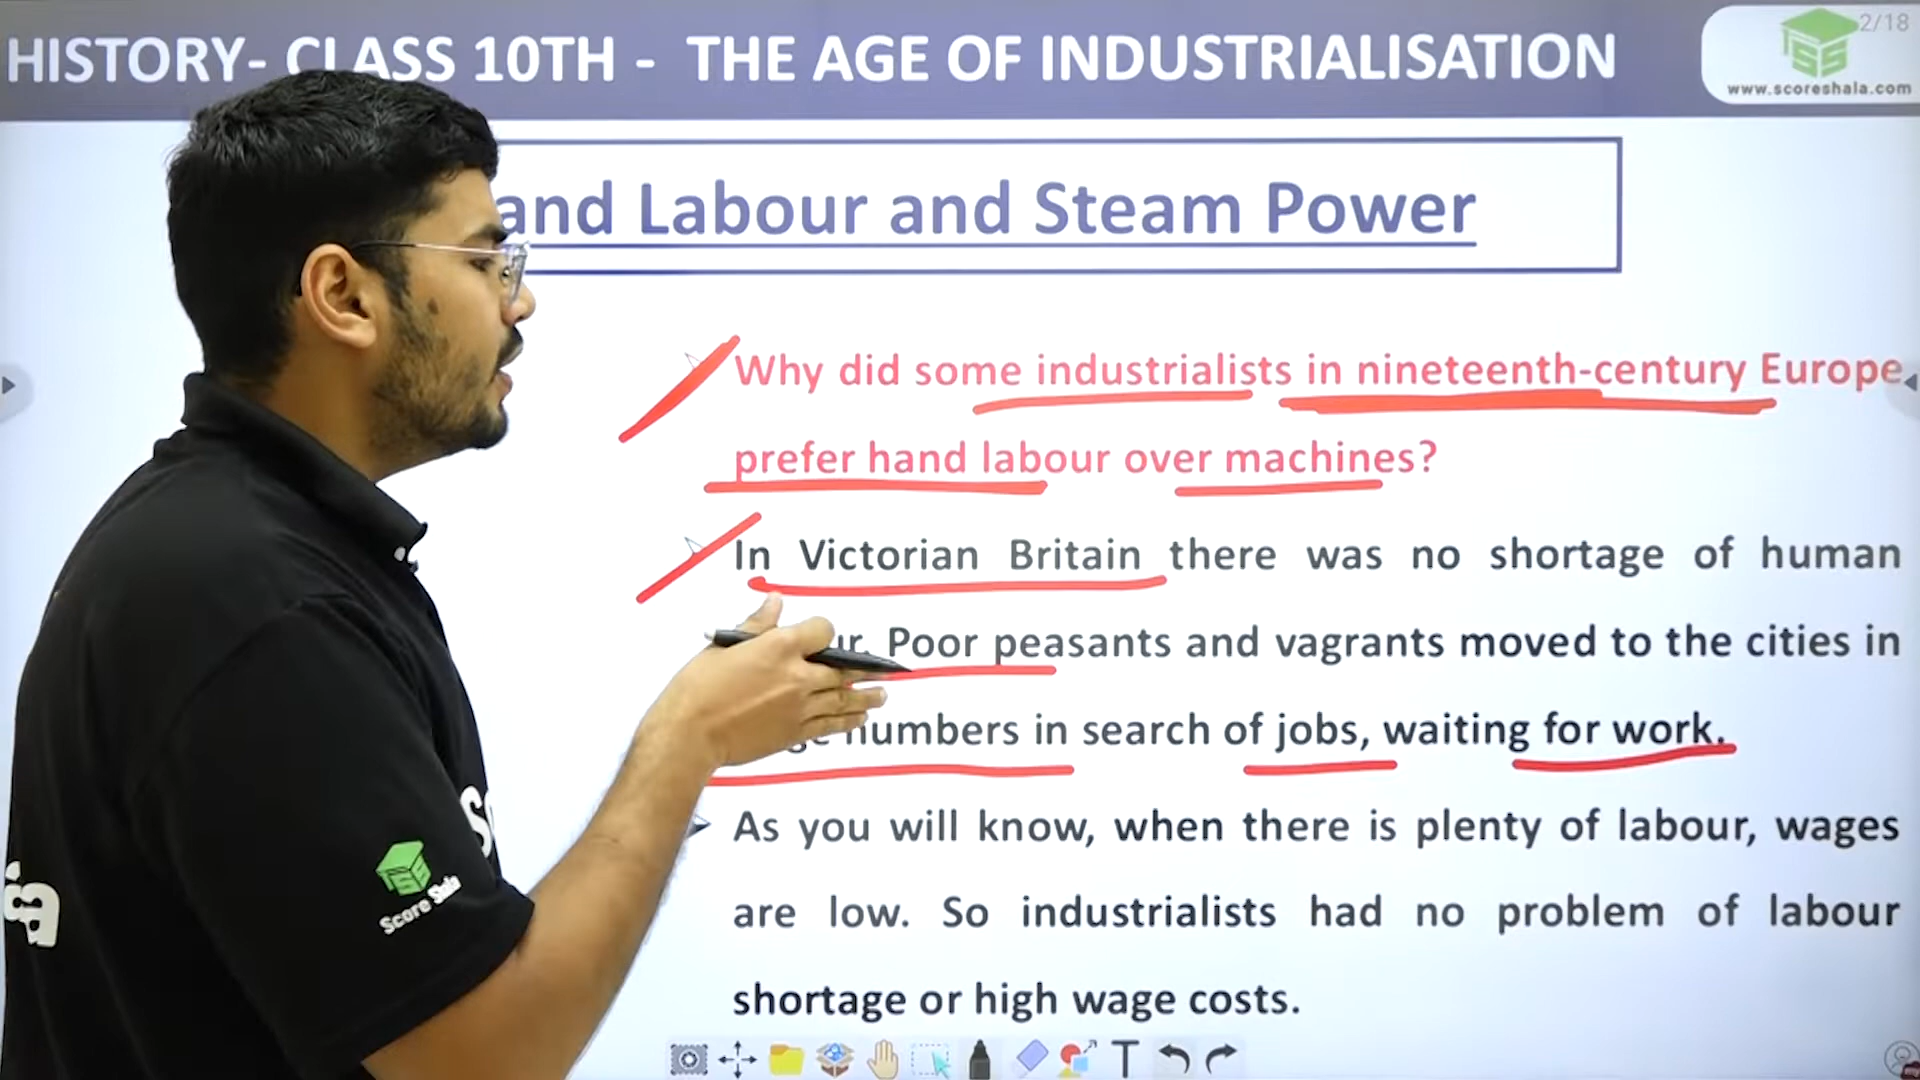 HISTORY- CLASS 10TH - THE AGE OF INDUSTRIALISATION
2/18
www.scoreshala.com
and Labour and Steam Power
Why did some industrialists in nineteenth-century Europe
prefer hand labour over machines?
In Victorian Britain there was no shortage of human
ur. Poor peasants and vagrants moved to the cities in
ge numbers in search of jobs, waiting for work.
As you will know, when there is plenty of labour, wages
are low. So industrialists had no problem of labour
shortage or high wage costs.
Score Shala